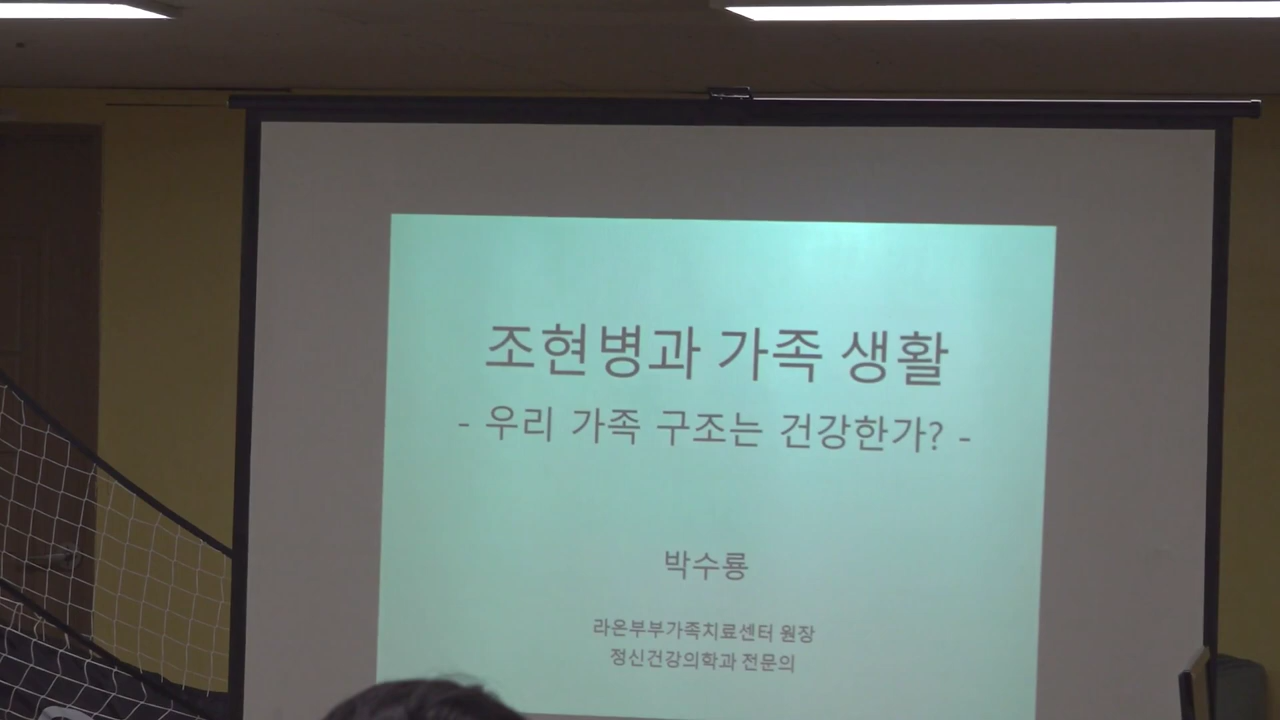 조현병과 가족 생활
- 우리 가족 구조는 건강한가? -
박수룡
라온부부가족치료센터 원장
정신건강의학과 전문의